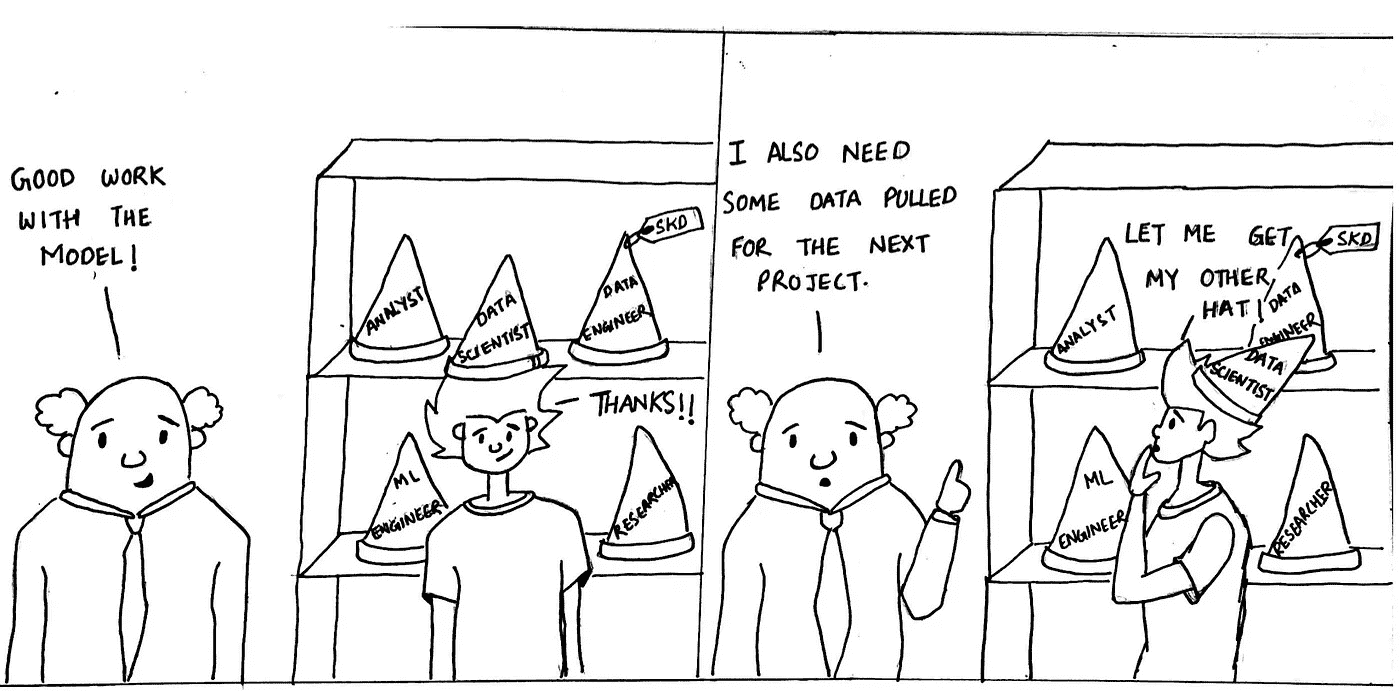 GOOD WORK
WITH THE
MODEL!
ANALYST
DATA
SCIENTIST
DATA
ENGINEER
SKD
THANKS!!
ML
ENGINEER
RESEARCHER
I ALSO NEED
SOME DATA PULLED
FOR THE NEXT
PROJECT.
LET ME GET
MY OTHER
HAT!
ANALYST
DATA
ENGINEER
SKD
DATA
SCIENTIST
ML
ENGINEER
RESEARCHER